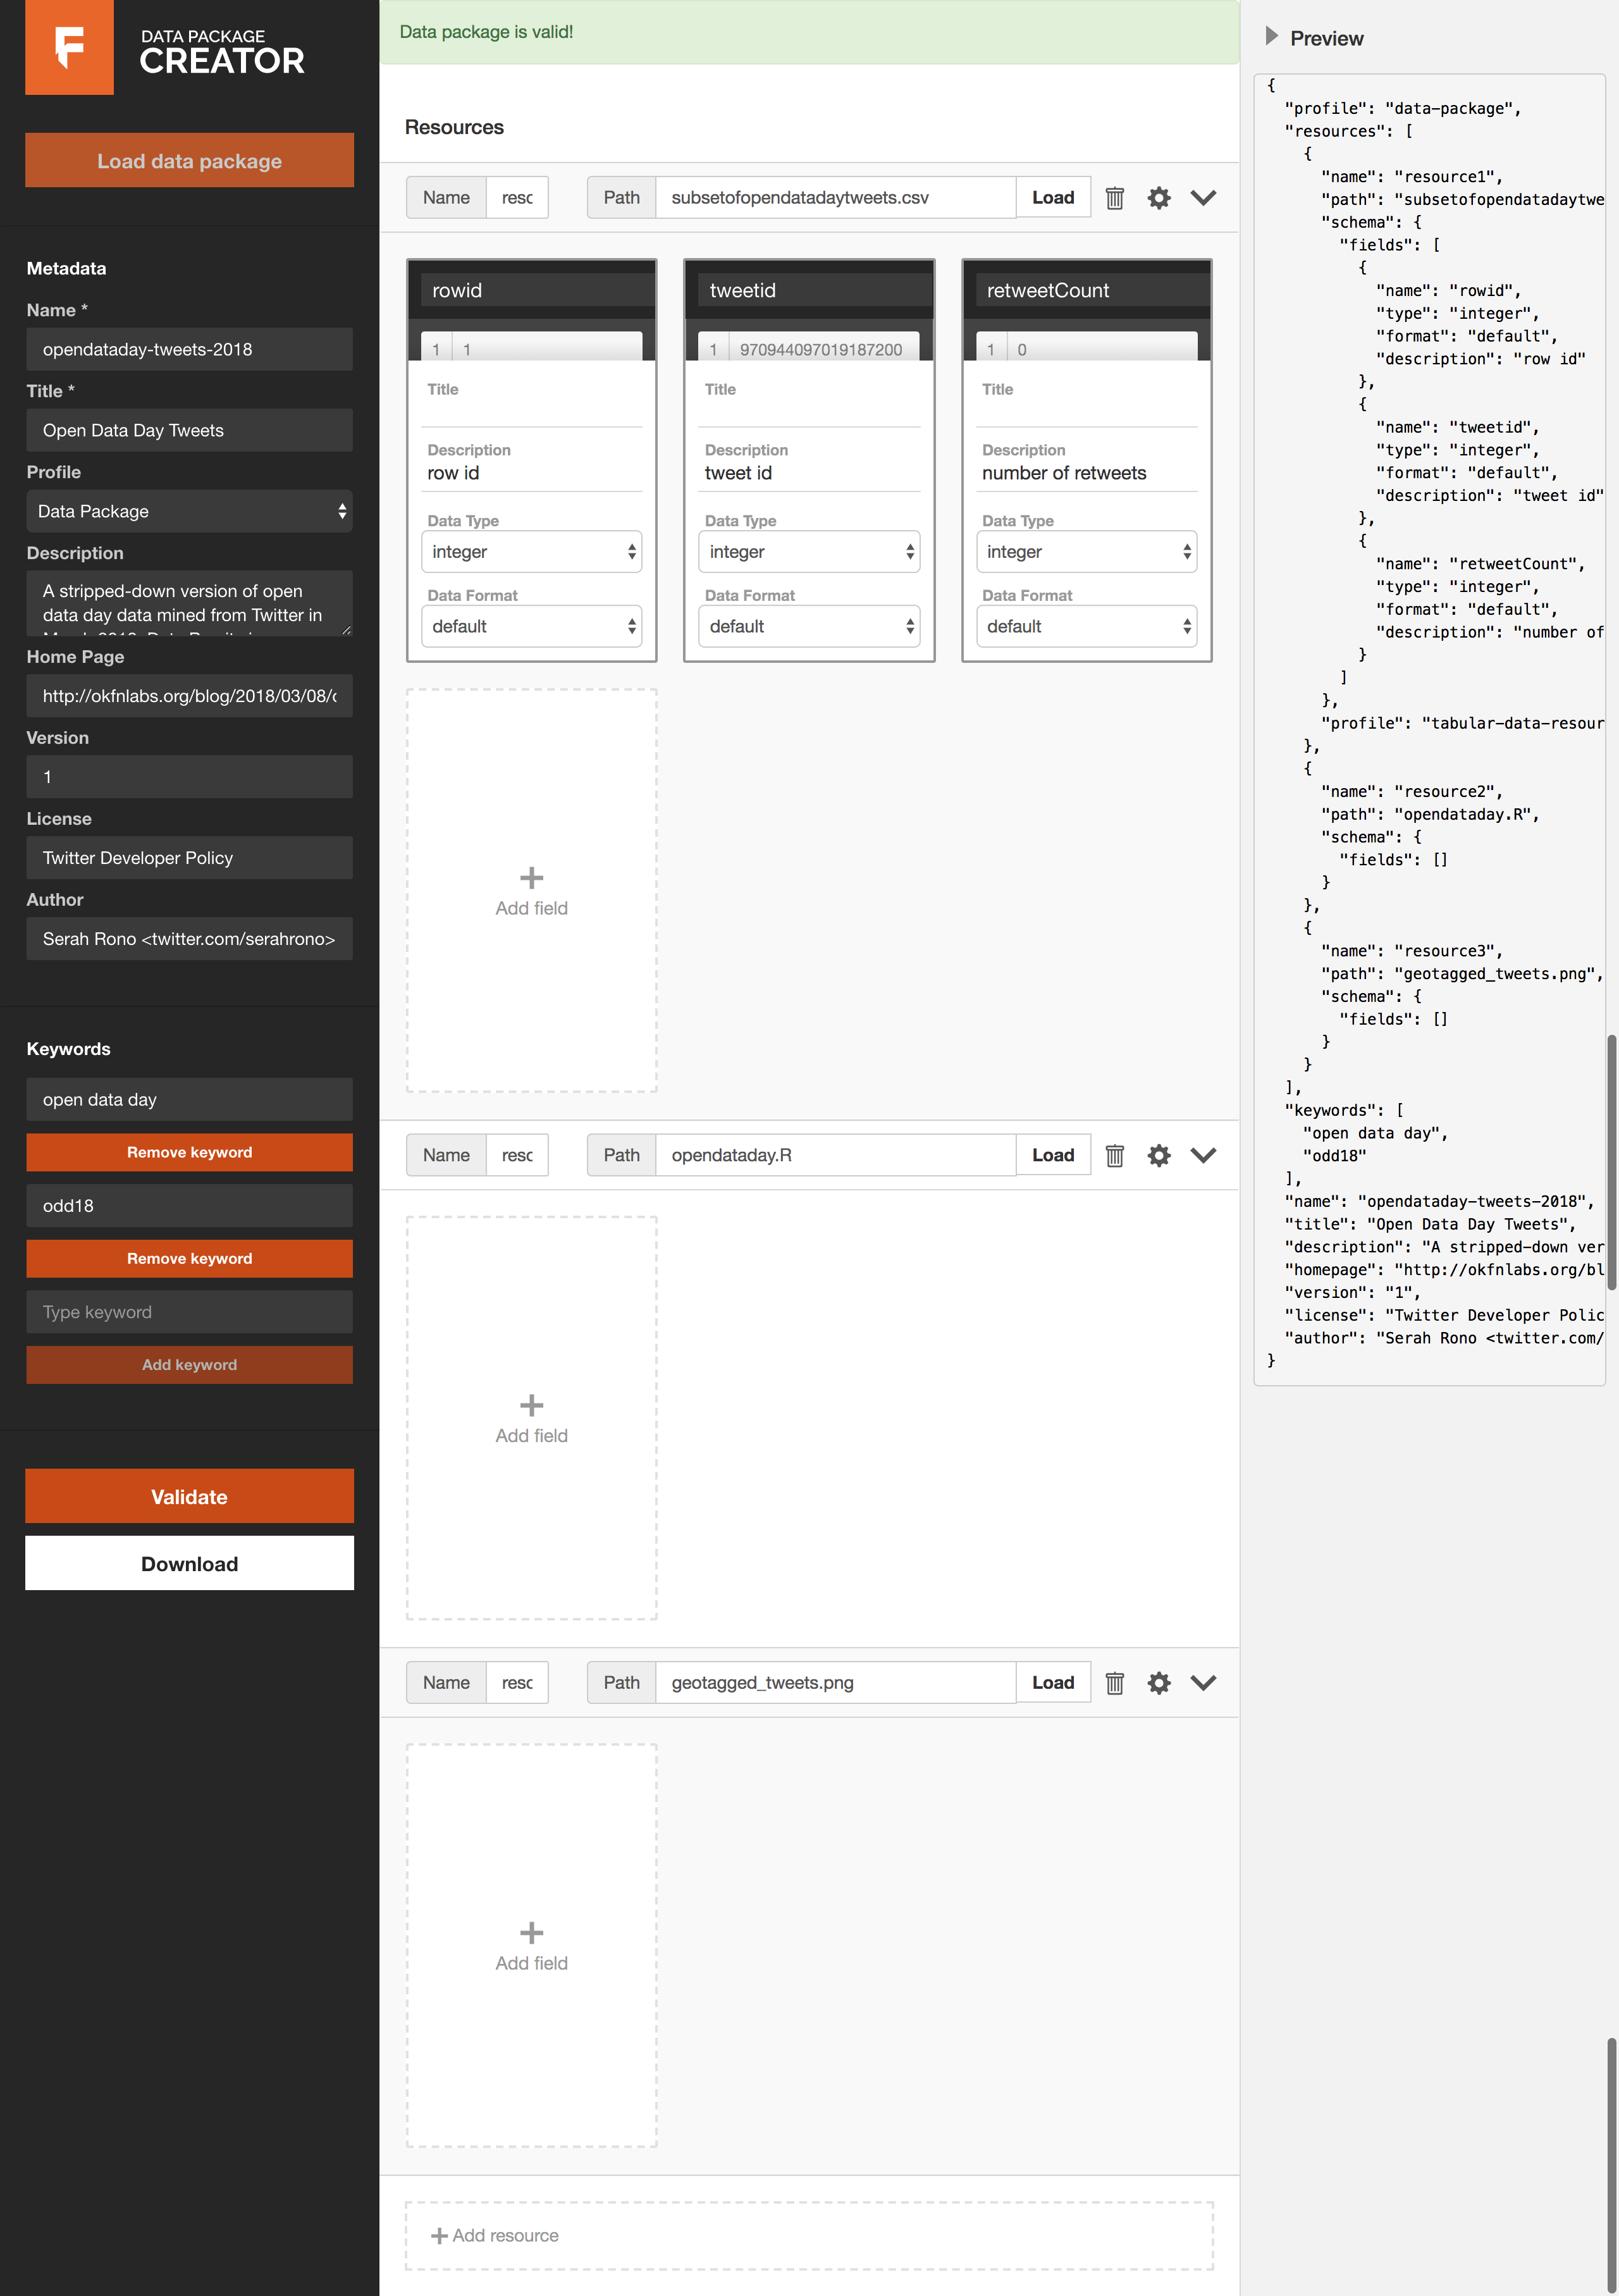 DATA PACKAGE
CREATOR
Load data package
Metadata
Name *
opendataday-tweets-2018
Title *
Open Data Day Tweets
Profile
Data Package
Description
A stripped-down version of open
data day data mined from Twitter in
Home Page
http://okfnlabs.org/blog/2018/03/08/
Version
1
License
Twitter Developer Policy
Author
Serah Rono <twitter.com/serahrono>
Keywords
open data day
Remove keyword
odd18
Remove keyword
Type keyword
Add keyword
Validate
Download
Data package is valid!
Resources
Name resc Path subsetofopendatadaytweets.csv Load
rowid tweetid retweetCount
1 1 1 970944097019187200 1 0
Title Title Title
Description Description Description
row id tweet id number of retweets
Data Type Data Type Data Type
integer integer integer
Data Format Data Format Data Format
default default default
Add field
Name resc Path opendataday.R Load
Add field
Name resc Path geotagged_tweets.png Load
Add field
Add resource
Preview
{
"profile": "data-package",
"resources": [
{
"name": "resource1",
"path": "subsetofopendatadaytwe
"schema": {
"fields": [
{
"name": "rowid",
"type": "integer",
"format": "default",
"description": "row id"
},
{
"name": "tweetid",
"type": "integer",
"format": "default",
"description": "tweet id"
},
{
"name": "retweetCount",
"type": "integer",
"format": "default",
"description": "number of
}
]
},
"profile": "tabular-data-resour
},
{
"name": "resource2",
"path": "opendataday.R",
"schema": {
"fields": []
}
},
{
"name": "resource3",
"path": "geotagged_tweets.png",
"schema": {
"fields": []
}
}
],
"keywords": [
"open data day",
"odd18"
],
"name": "opendataday-tweets-2018",
"title": "Open Data Day Tweets",
"description": "A stripped-down ver
"homepage": "http://okfnlabs.org/bl
"version": "1",
"license": "Twitter Developer Polic
"author": "Serah Rono <twitter.com/
}